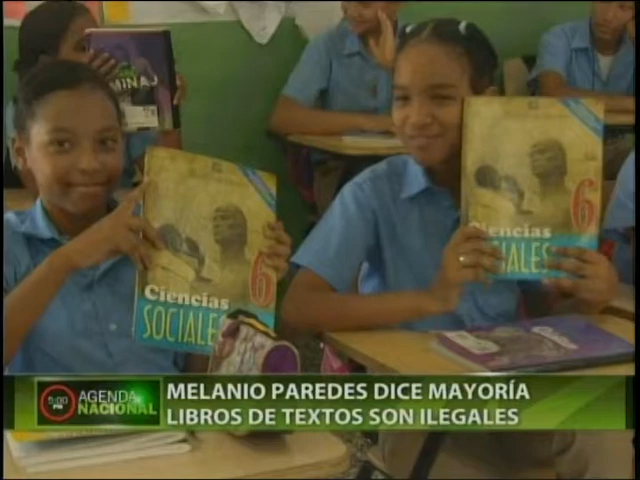 MINAJ
Ciencias
SOCIALES
6
Ciencias
SOCIALES
6
5:00
PM
AGENDA
NACIONAL
MELANIO PAREDES DICE MAYORÍA
LIBROS DE TEXTOS SON ILEGALES